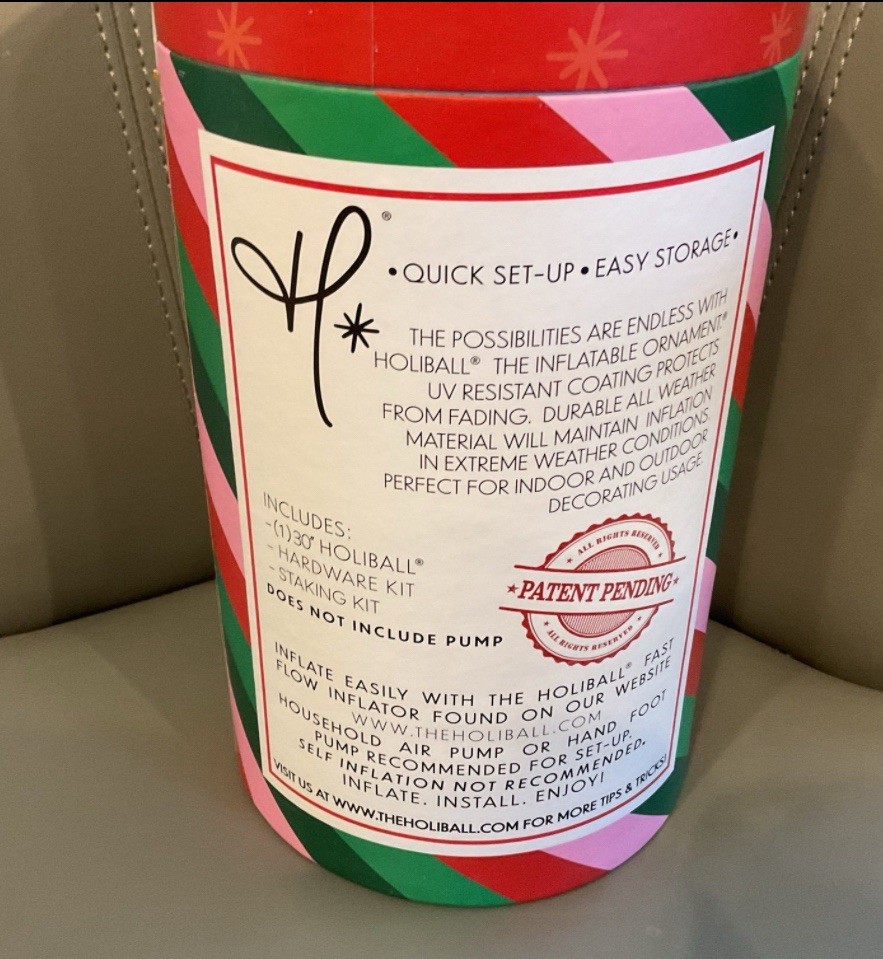 H*®
•QUICK SET-UP•EASY STORAGE•
THE POSSIBILITIES ARE ENDLESS WITH
HOLIBALL® THE INFLATABLE ORNAMENT.®
UV RESISTANT COATING PROTECTS
FROM FADING. DURABLE ALL WEATHER
MATERIAL WILL MAINTAIN INFLATION
IN EXTREME WEATHER CONDITIONS.
PERFECT FOR INDOOR AND OUTDOOR
DECORATING USAGE.
INCLUDES:
-(1)30" HOLIBALL®
- HARDWARE KIT
- STAKING KIT
DOES NOT INCLUDE PUMP
ALL RIGHTS RESERVED
PATENT PENDING
ALL RIGHTS RESERVED
INFLATE EASILY WITH THE HOLIBALL® FAST
FLOW INFLATOR FOUND ON OUR WEBSITE
WWW.THEHOLIBALL.COM
HOUSEHOLD AIR PUMP OR HAND FOOT
PUMP RECOMMENDED FOR SET-UP.
SELF INFLATION NOT RECOMMENDED.
INFLATE. INSTALL. ENJOY!
VISIT US AT WWW.THEHOLIBALL.COM FOR MORE TIPS & TRICKS!